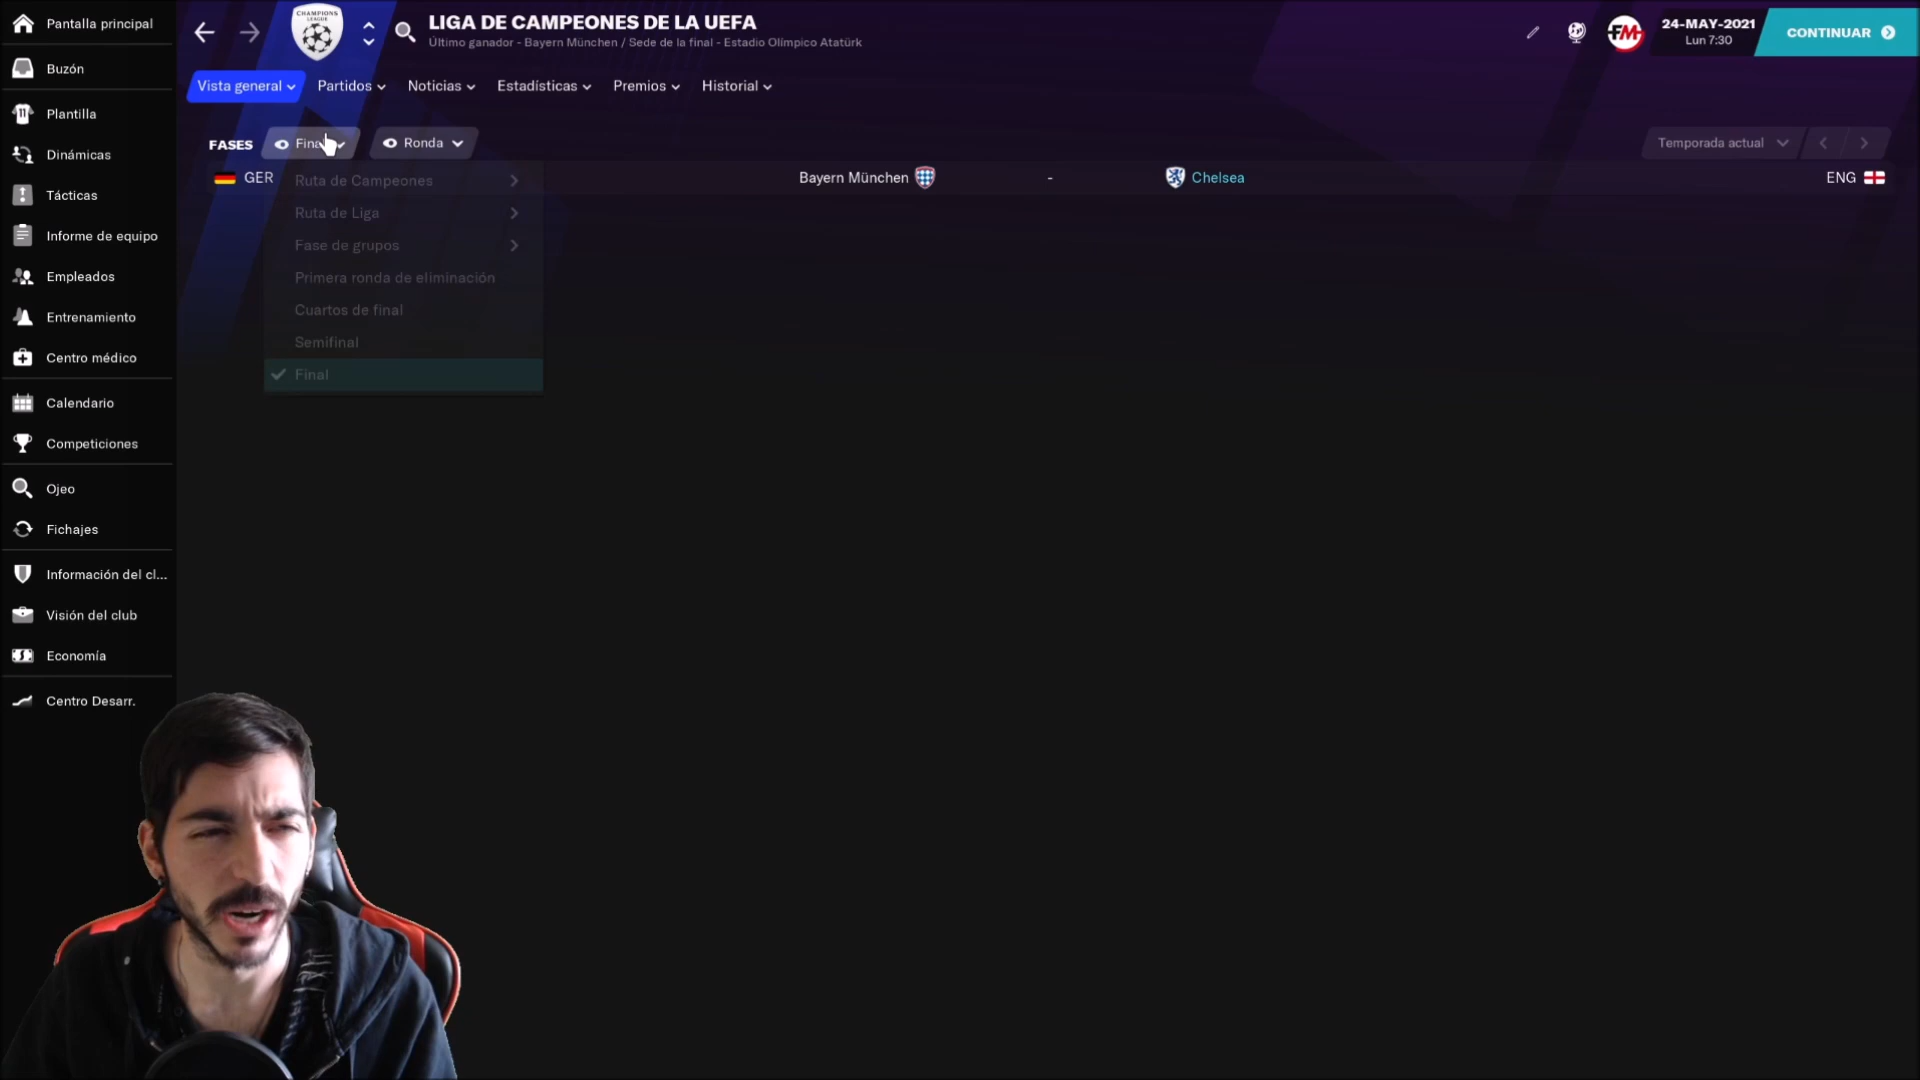 Pantalla principal
Buzón
Plantilla
Dinámicas
Tácticas
Informe de equipo
Empleados
Entrenamiento
Centro médico
Calendario
Competiciones
Ojeo
Fichajes
Información del cl...
Visión del club
Economía
Centro Desarr.
CHAMPIONS
LEAGUE
LIGA DE CAMPEONES DE LA UEFA
Último ganador - Bayern München / Sede de la final - Estadio Olímpico Atatürk
FM
24-MAY-2021
Lun 7:30
CONTINUAR
Vista general
Partidos
Noticias
Estadísticas
Premios
Historial
FASES
Ronda
Temporada actual
GER
Bayern München
-
Chelsea
ENG
Ruta de Campeones
Ruta de Liga
Fase de grupos
Primera ronda de eliminación
Cuartos de final
Semifinal
Final